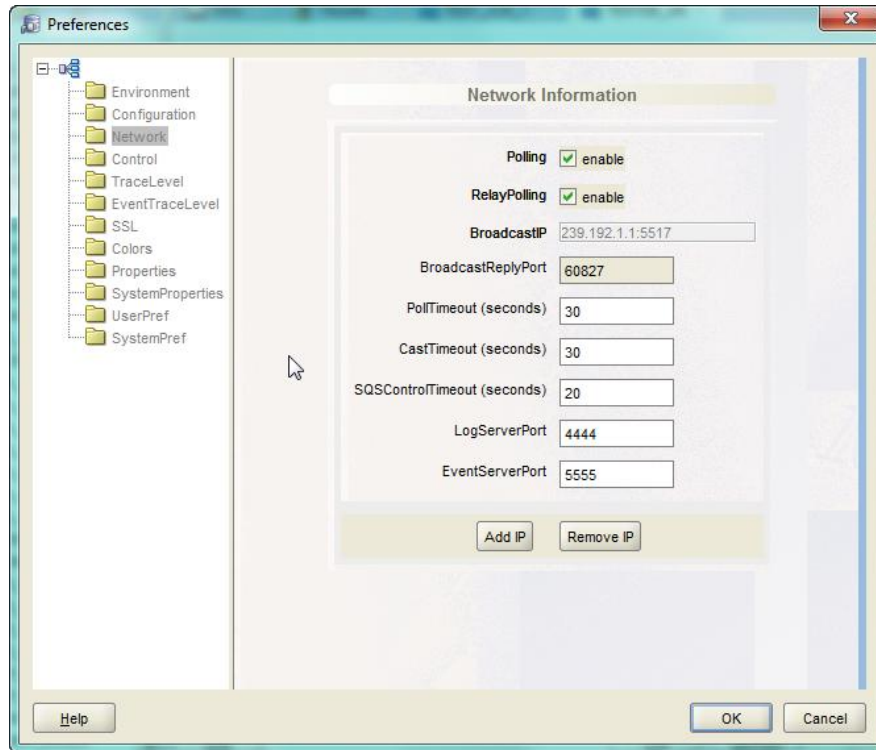 Preferences
Environment
Configuration
Network
Control
TraceLevel
EventTraceLevel
SSL
Colors
Properties
SystemProperties
UserPref
SystemPref
Network Information
Polling enable
RelayPolling enable
BroadcastIP 239.192.1.1:5517
BroadcastReplyPort 60827
PollTimeout (seconds) 30
CastTimeout (seconds) 30
SQSControlTimeout (seconds) 20
LogServerPort 4444
EventServerPort 5555
Add IP Remove IP
Help OK Cancel